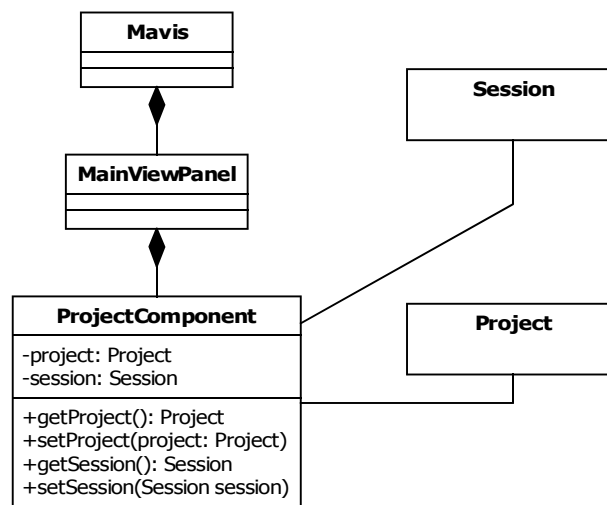 Mavis
Session
MainViewPanel
ProjectComponent
-project: Project
-session: Session
+getProject(): Project
+setProject(project: Project)
+getSession(): Session
+setSession(Session session)
Project